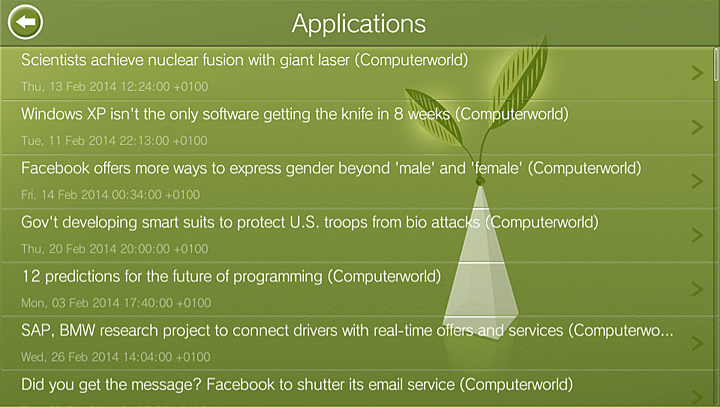 Applications
Scientists achieve nuclear fusion with giant laser (Computerworld)
Thu, 13 Feb 2014 12:24:00 +0100
Windows XP isn't the only software getting the knife in 8 weeks (Computerworld)
Tue, 11 Feb 2014 22:13:00 +0100
Facebook offers more ways to express gender beyond 'male' and 'female' (Computerworld)
Fri, 14 Feb 2014 00:34:00 +0100
Gov't developing smart suits to protect U.S. troops from bio attacks (Computerworld)
Thu, 20 Feb 2014 20:00:00 +0100
12 predictions for the future of programming (Computerworld)
Mon, 03 Feb 2014 17:40:00 +0100
SAP, BMW research project to connect drivers with real-time offers and services (Computerwo...
Wed, 26 Feb 2014 14:04:00 +0100
Did you get the message? Facebook to shutter its email service (Computerworld)